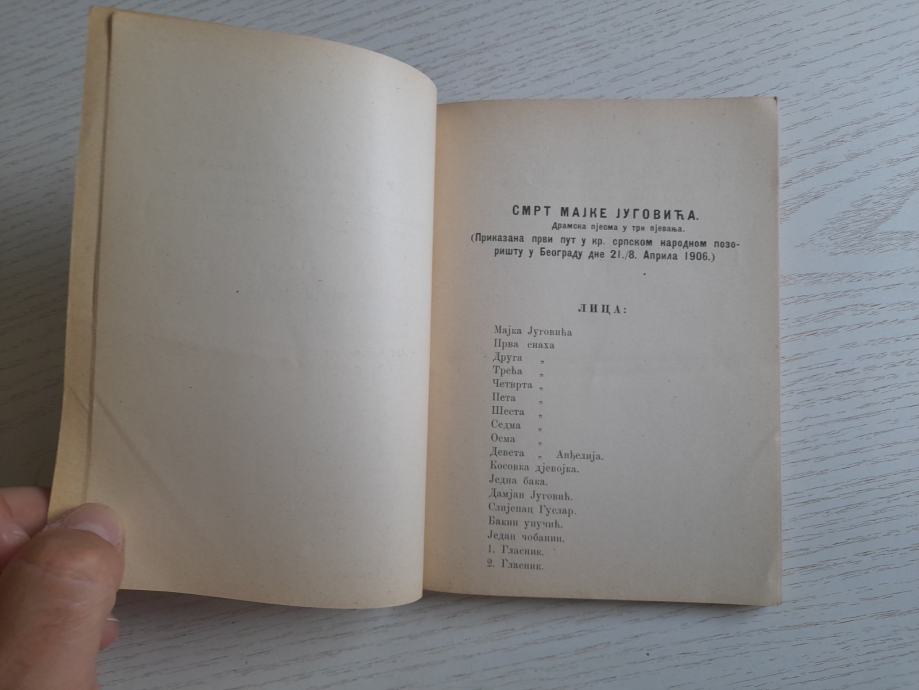 СМРТ МАЈКЕ ЈУГОВИЋА.
Драмска пјесма у три пјевања.
(Приказана први пут у кр. српском народном позо-
ришту у Београду дне 21./8. Априла 1906.)
ЛИЦА:
Мајка Југовића
Прва снаха
Друга „
Трећа „
Четврта „
Пета „
Шеста „
Седма „
Осма „
Девета „ Анђелија.
Косовка дјевојка.
Једна бака.
Дамјан Југовић.
Слијепац Гуслар.
Бакин унучић.
Један чобанин.
1. Гласник.
2. Гласник.